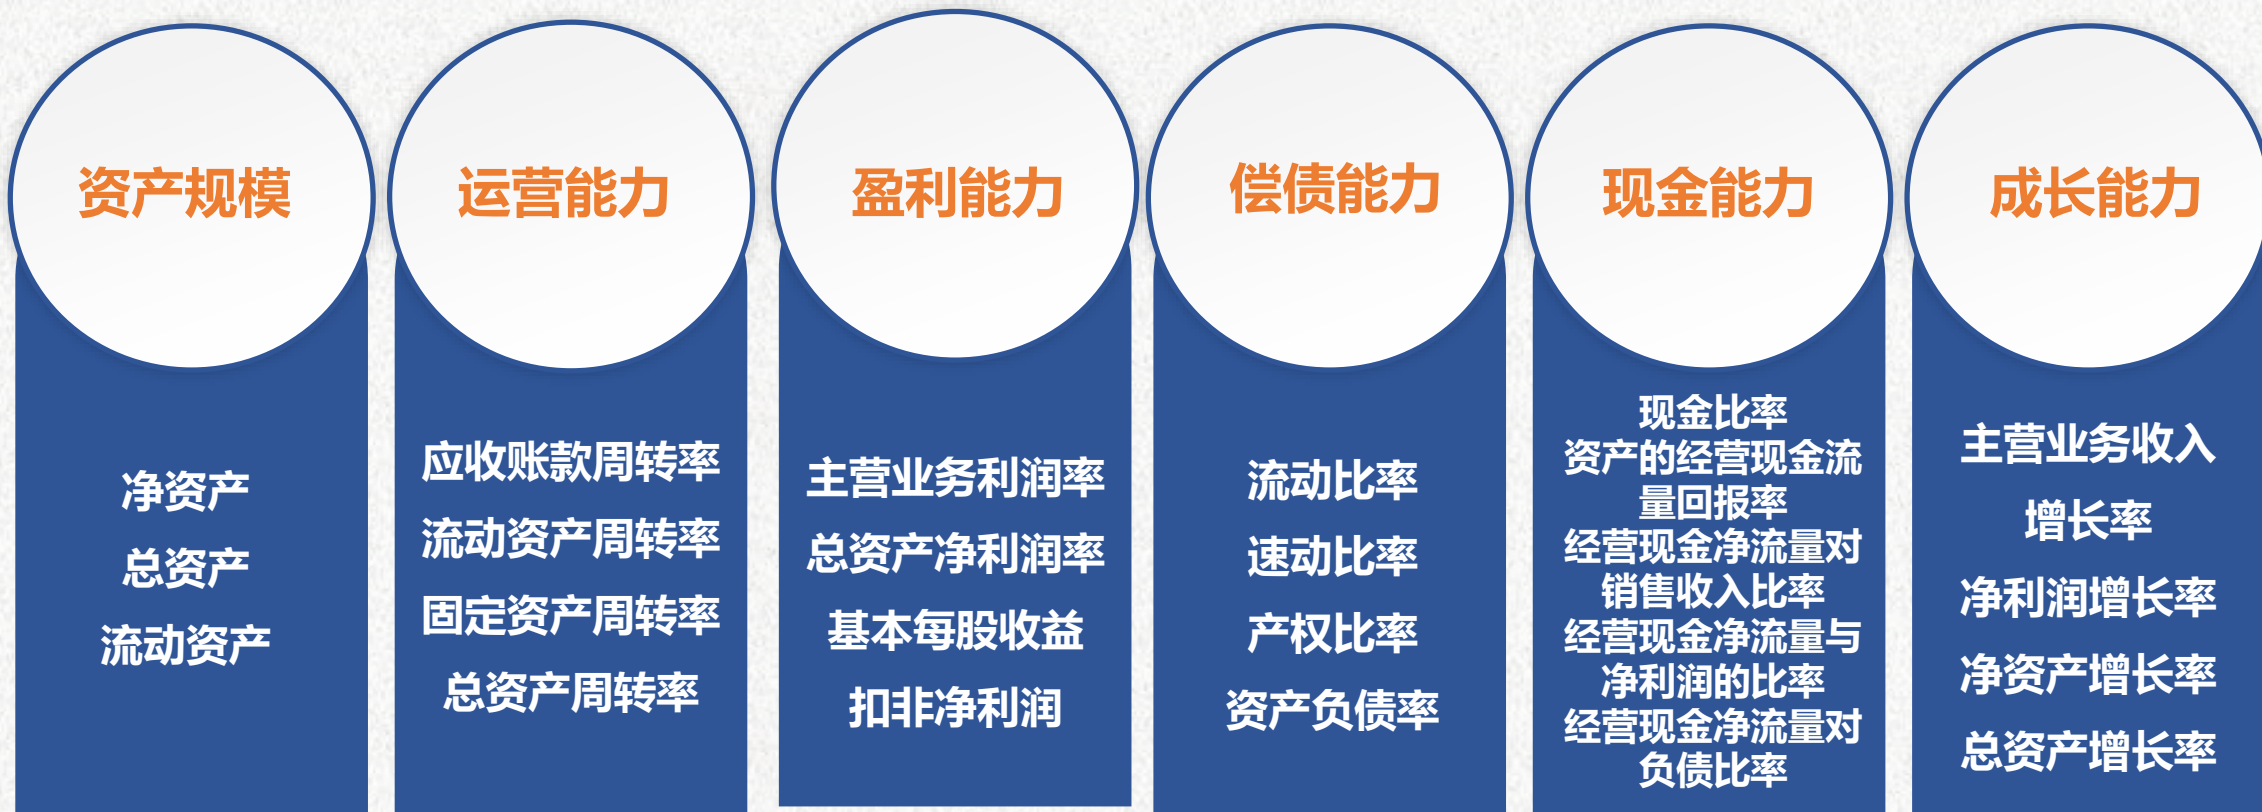 资产规模
净资产
总资产
流动资产
运营能力
应收账款周转率
流动资产周转率
固定资产周转率
总资产周转率
盈利能力
主营业务利润率
总资产净利润率
基本每股收益
扣非净利润
偿债能力
流动比率
速动比率
产权比率
资产负债率
现金能力
现金比率
资产的经营现金流
量回报率
经营现金净流量对
销售收入比率
经营现金净流量与
净利润的比率
经营现金净流量对
负债比率
成长能力
主营业务收入
增长率
净利润增长率
净资产增长率
总资产增长率